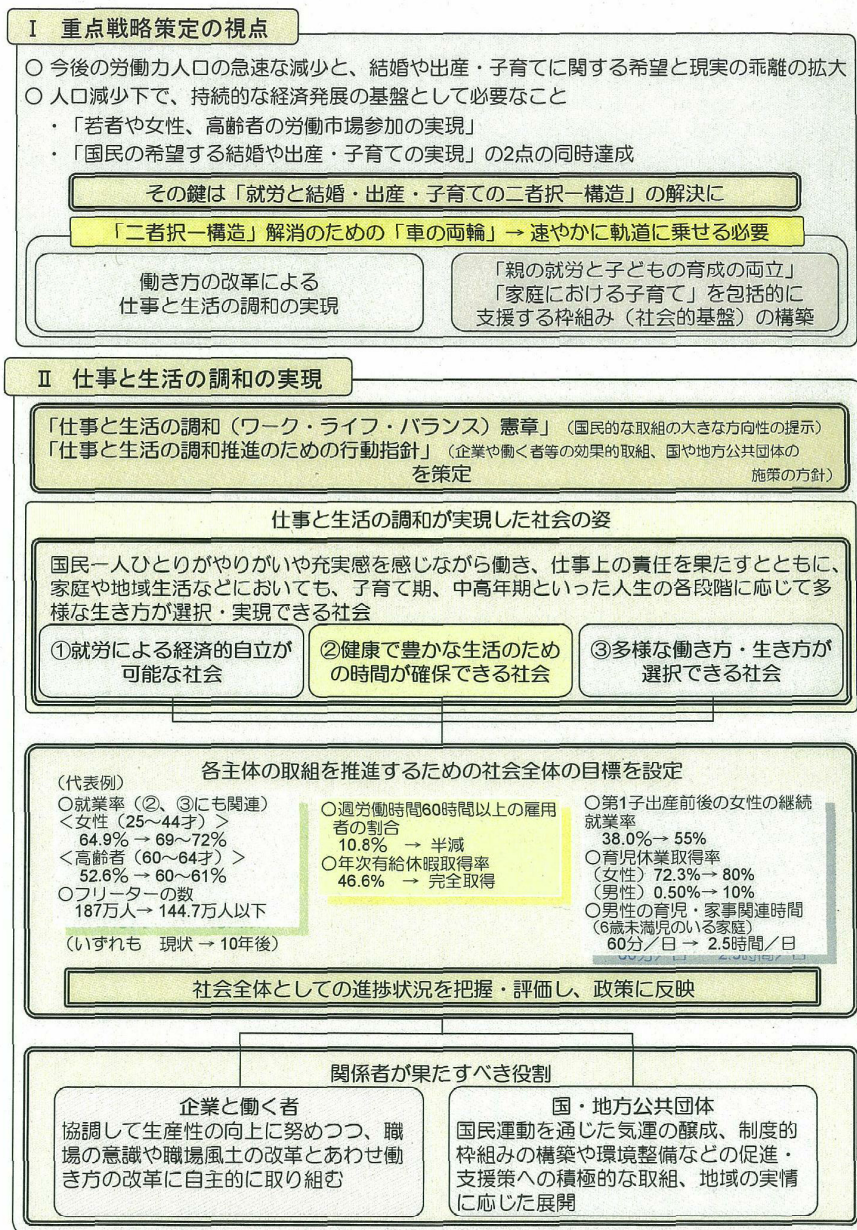 Ⅰ 重点戦略策定の視点
○ 今後の労働力人口の急速な減少と、結婚や出産・子育てに関する希望と現実の乖離の拡大
○ 人口減少下で、持続的な経済発展の基盤として必要なこと
・「若者や女性、高齢者の労働市場参加の実現」
・「国民の希望する結婚や出産・子育ての実現」の2点の同時達成
その鍵は「就労と結婚・出産・子育ての二者択一構造」の解決に
「二者択一構造」解消のための「車の両輪」→ 速やかに軌道に乗せる必要
働き方の改革による
仕事と生活の調和の実現
「親の就労と子どもの育成の両立」
「家庭における子育て」を包括的に
支援する枠組み（社会的基盤）の構築
Ⅱ 仕事と生活の調和の実現
「仕事と生活の調和（ワーク・ライフ・バランス）憲章」（国民的な取組の大きな方向性の提示）
「仕事と生活の調和推進のための行動指針」（企業や働く者等の効果的取組、国や地方公共団体の
を策定 施策の方針）
仕事と生活の調和が実現した社会の姿
国民一人ひとりがやりがいや充実感を感じながら働き、仕事上の責任を果たすとともに、
家庭や地域生活などにおいても、子育て期、中高年期といった人生の各段階に応じて多
様な生き方が選択・実現できる社会
①就労による経済的自立が
可能な社会
②健康で豊かな生活のため
の時間が確保できる社会
③多様な働き方・生き方が
選択できる社会
各主体の取組を推進するための社会全体の目標を設定
（代表例）
○就業率（②、③にも関連）
＜女性（25〜44才）＞
64.9% → 69〜72%
＜高齢者（60〜64才）＞
52.6% → 60〜61%
○フリーターの数
187万人→ 144.7万人以下
（いずれも 現状 → 10年後）
○週労働時間60時間以上の雇用
者の割合
10.8% → 半減
○年次有給休暇取得率
46.6% → 完全取得
○第1子出産前後の女性の継続
就業率
38.0%→ 55%
○育児休業取得率
（女性）72.3%→ 80%
（男性）0.50%→ 10%
○男性の育児・家事関連時間
（6歳未満児のいる家庭）
60分／日 → 2.5時間／日
社会全体としての進捗状況を把握・評価し、政策に反映
関係者が果たすべき役割
企業と働く者
協調して生産性の向上に努めつつ、職
場の意識や職場風土の改革とあわせ働
き方の改革に自主的に取り組む
国・地方公共団体
国民運動を通じた気運の醸成、制度的
枠組みの構築や環境整備などの促進・
支援策への積極的な取組、地域の実情
に応じた展開